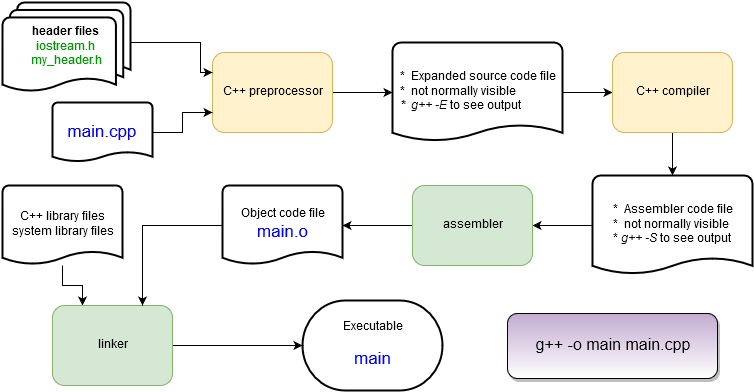 header files
iostream.h
my_header.h
main.cpp
C++ preprocessor
* Expanded source code file
* not normally visible
* g++ -E to see output
C++ compiler
* Assembler code file
* not normally visible
* g++ -S to see output
assembler
Object code file
main.o
C++ library files
system library files
linker
Executable
main
g++ -o main main.cpp